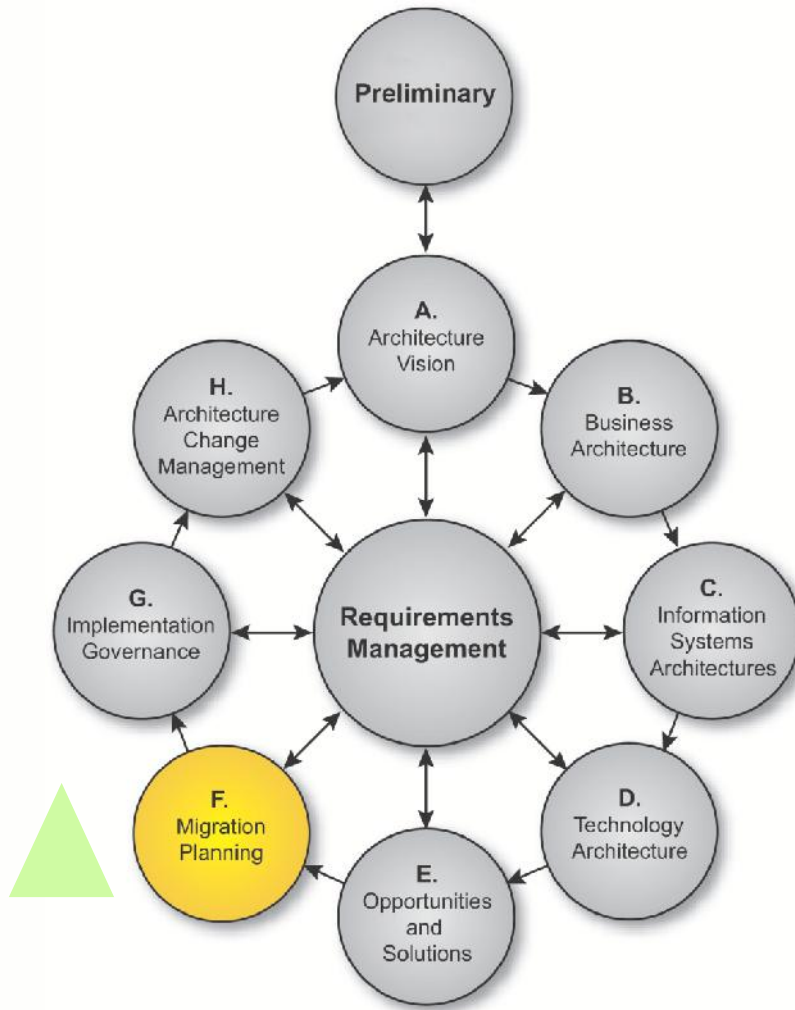 Preliminary
A.
Architecture
Vision
B.
Business
Architecture
C.
Information
Systems
Architectures
D.
Technology
Architecture
E.
Opportunities
and
Solutions
F.
Migration
Planning
G.
Implementation
Governance
H.
Architecture
Change
Management
Requirements
Management